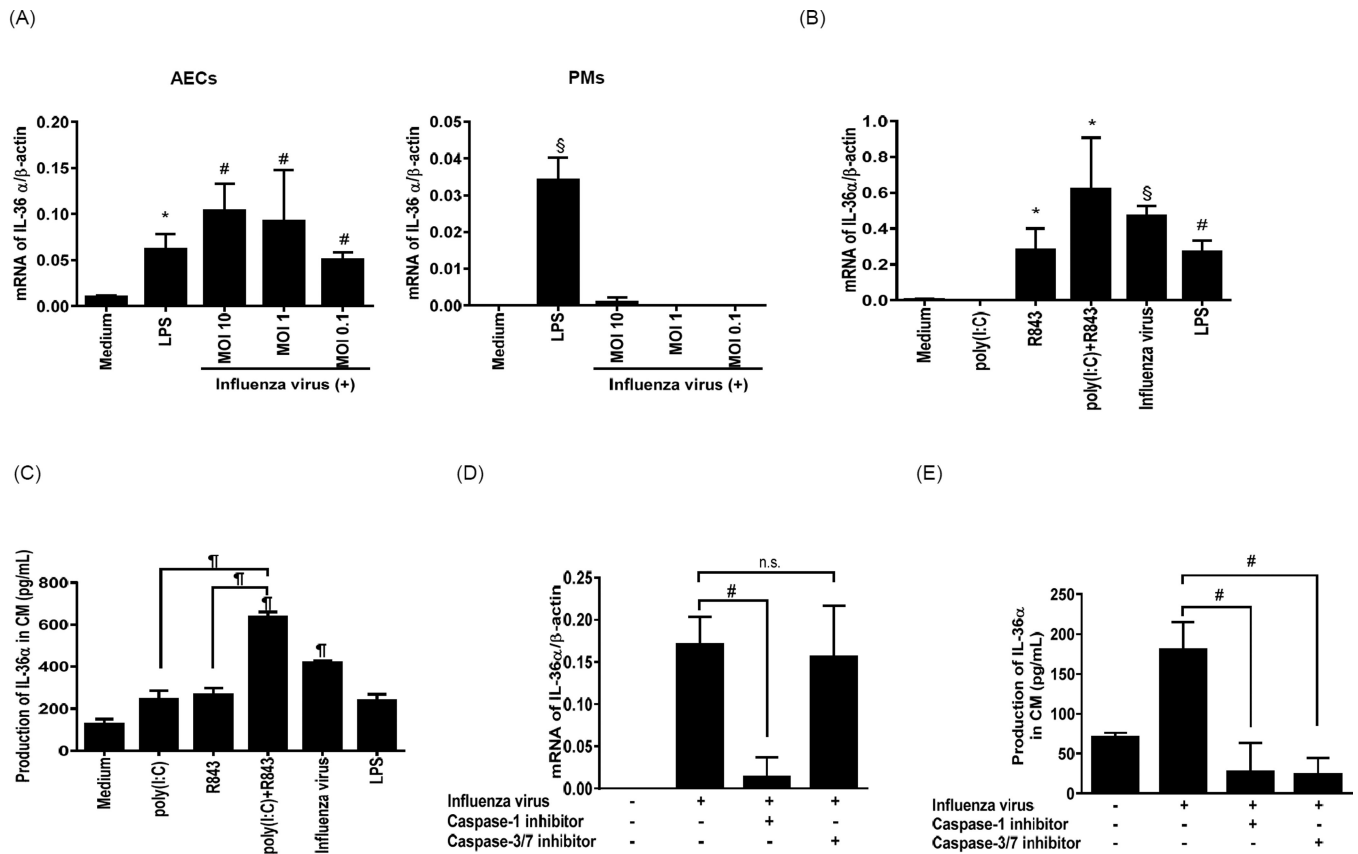 (A)
AECs
mRNA of IL-36 α/β-actin
0.20
0.15
0.10
0.05
0.00
*
#
#
#
Medium
LPS
MOI 10
MOI 1
MOI 0.1
Influenza virus (+)
PMs
mRNA of IL-36 α/β-actin
0.05
0.04
0.03
0.02
0.01
0.00
§
Medium
LPS
MOI 10
MOI 1
MOI 0.1
Influenza virus (+)
(B)
mRNA of IL-36α/β-actin
1.0
0.8
0.6
0.4
0.2
0.0
*
*
§
#
Medium
poly(I:C)
R843
poly(I:C)+R843
Influenza virus
LPS
(C)
Production of IL-36α in CM (pg/mL)
800
600
400
200
0
¶
¶
¶
¶
Medium
poly(I:C)
R843
poly(I:C)+R843
Influenza virus
LPS
(D)
mRNA of IL-36α/β-actin
0.25
0.20
0.15
0.10
0.05
0.00
n.s.
#
Influenza virus - + + +
Caspase-1 inhibitor - - + -
Caspase-3/7 inhibitor - - - +
(E)
Production of IL-36α
in CM (pg/mL)
250
200
150
100
50
0
#
#
Influenza virus - + + +
Caspase-1 inhibitor - - + -
Caspase-3/7 inhibitor - - - +